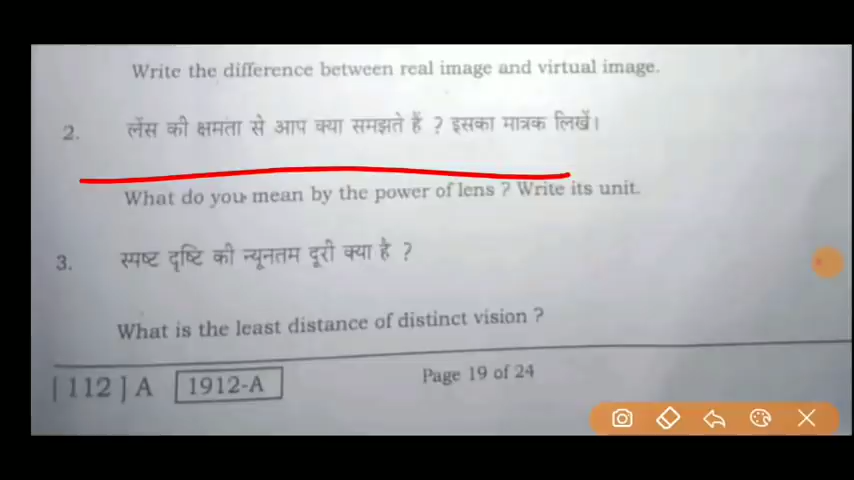 Write the difference between real image and virtual image.
2. लेंस की क्षमता से आप क्या समझते हैं ? इसका मात्रक लिखें।
What do you mean by the power of lens ? Write its unit.
3. स्पष्ट दृष्टि की न्यूनतम दूरी क्या है ?
What is the least distance of distinct vision ?
[ 112 ] A 1912-A Page 19 of 24